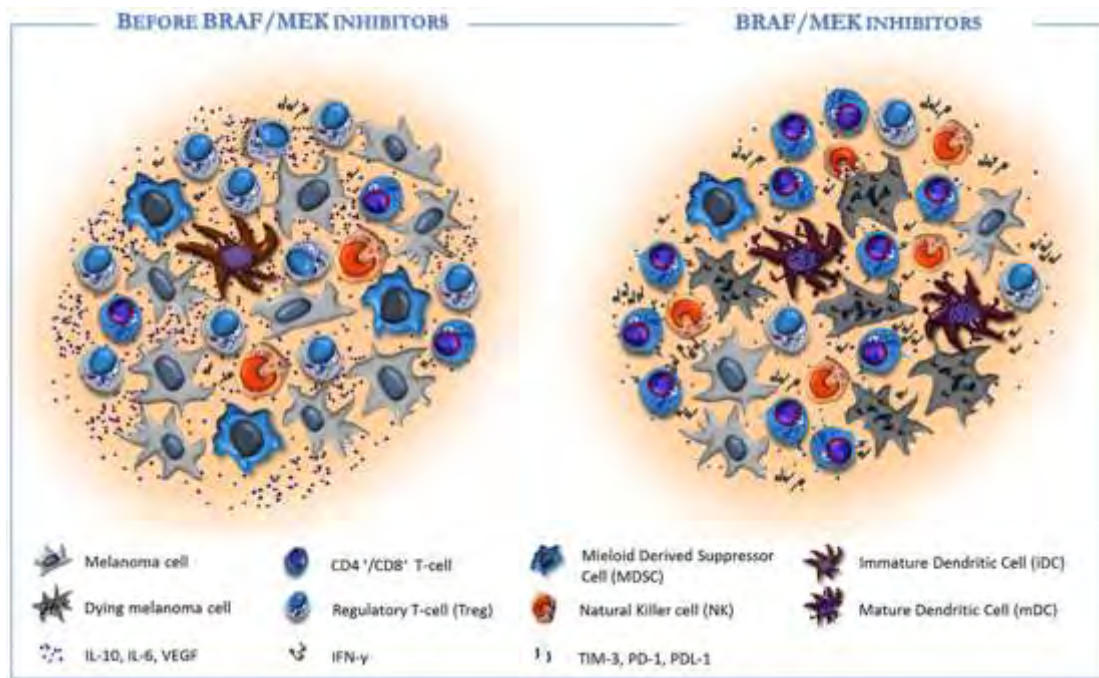 BEFORE BRAF/MEK INHIBITORS
BRAF/MEK INHIBITORS
Melanoma cell
CD4⁺/CD8⁺ T-cell
Mieloid Derived Suppressor
Cell (MDSC)
Immature Dendritic Cell (iDC)
Dying melanoma cell
Regulatory T-cell (Treg)
Natural Killer cell (NK)
Mature Dendritic Cell (mDC)
IL-10, IL-6, VEGF
IFN-γ
TIM-3, PD-1, PDL-1